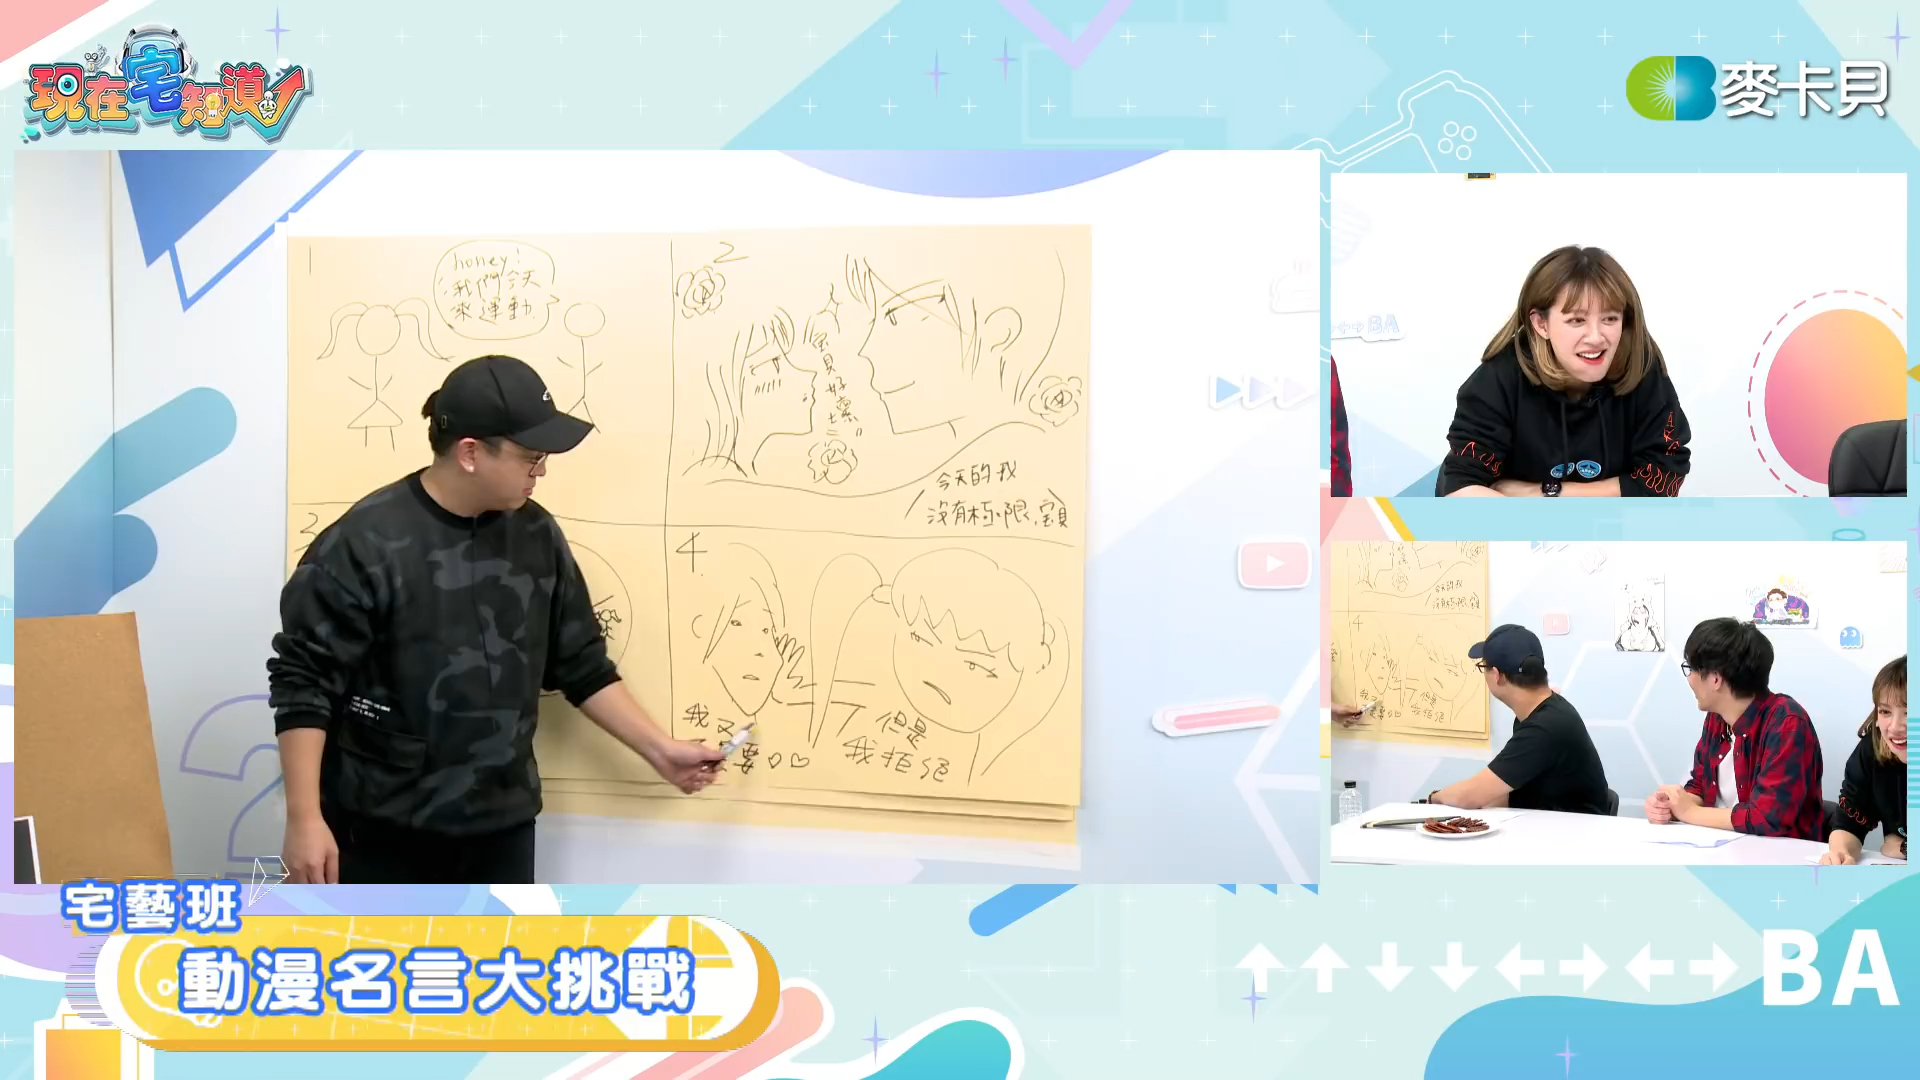 現在宅知道
麥卡貝
1
honey!
我們今天
來運動
2
寶貝好壞
今天的我
沒有極限
3
4
我
要♡♡
但是
我拒絕
BA
宅藝班
動漫名言大挑戰
↑↑↓↓←→←→BA